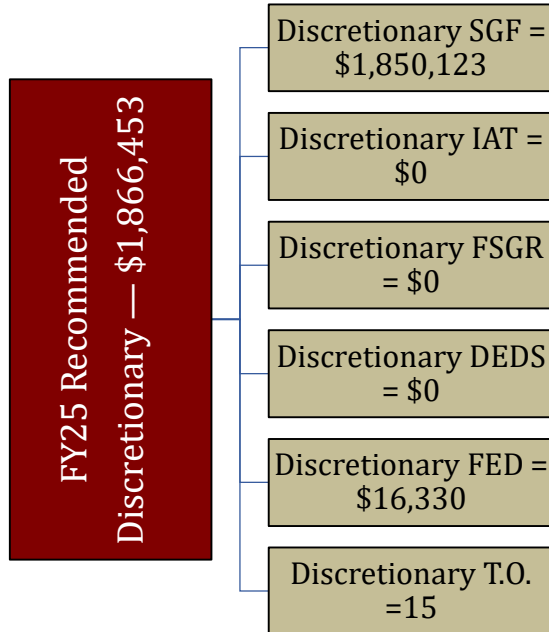 FY25 Recommended
Discretionary — $1,866,453
Discretionary SGF =
$1,850,123
Discretionary IAT =
$0
Discretionary FSGR
= $0
Discretionary DEDS
= $0
Discretionary FED =
$16,330
Discretionary T.O.
=15